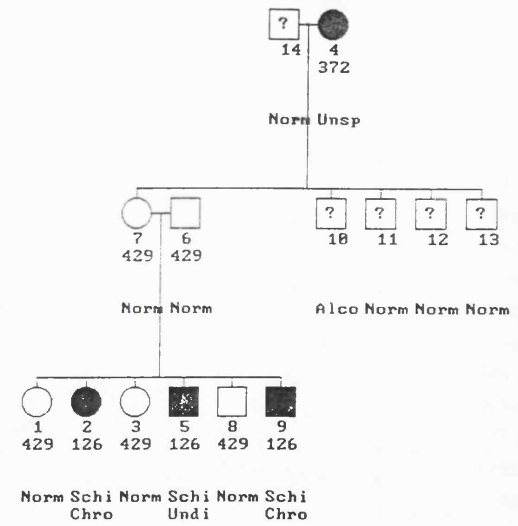 ?
14 4
372
Norm Unsp
? ? ? ?
7 6 10 11 12 13
429 429
Norm Norm Alco Norm Norm Norm
1 2 3 5 8 9
429 126 429 126 429 126
Norm Schi Norm Schi Norm Schi
Chro Undi Chro